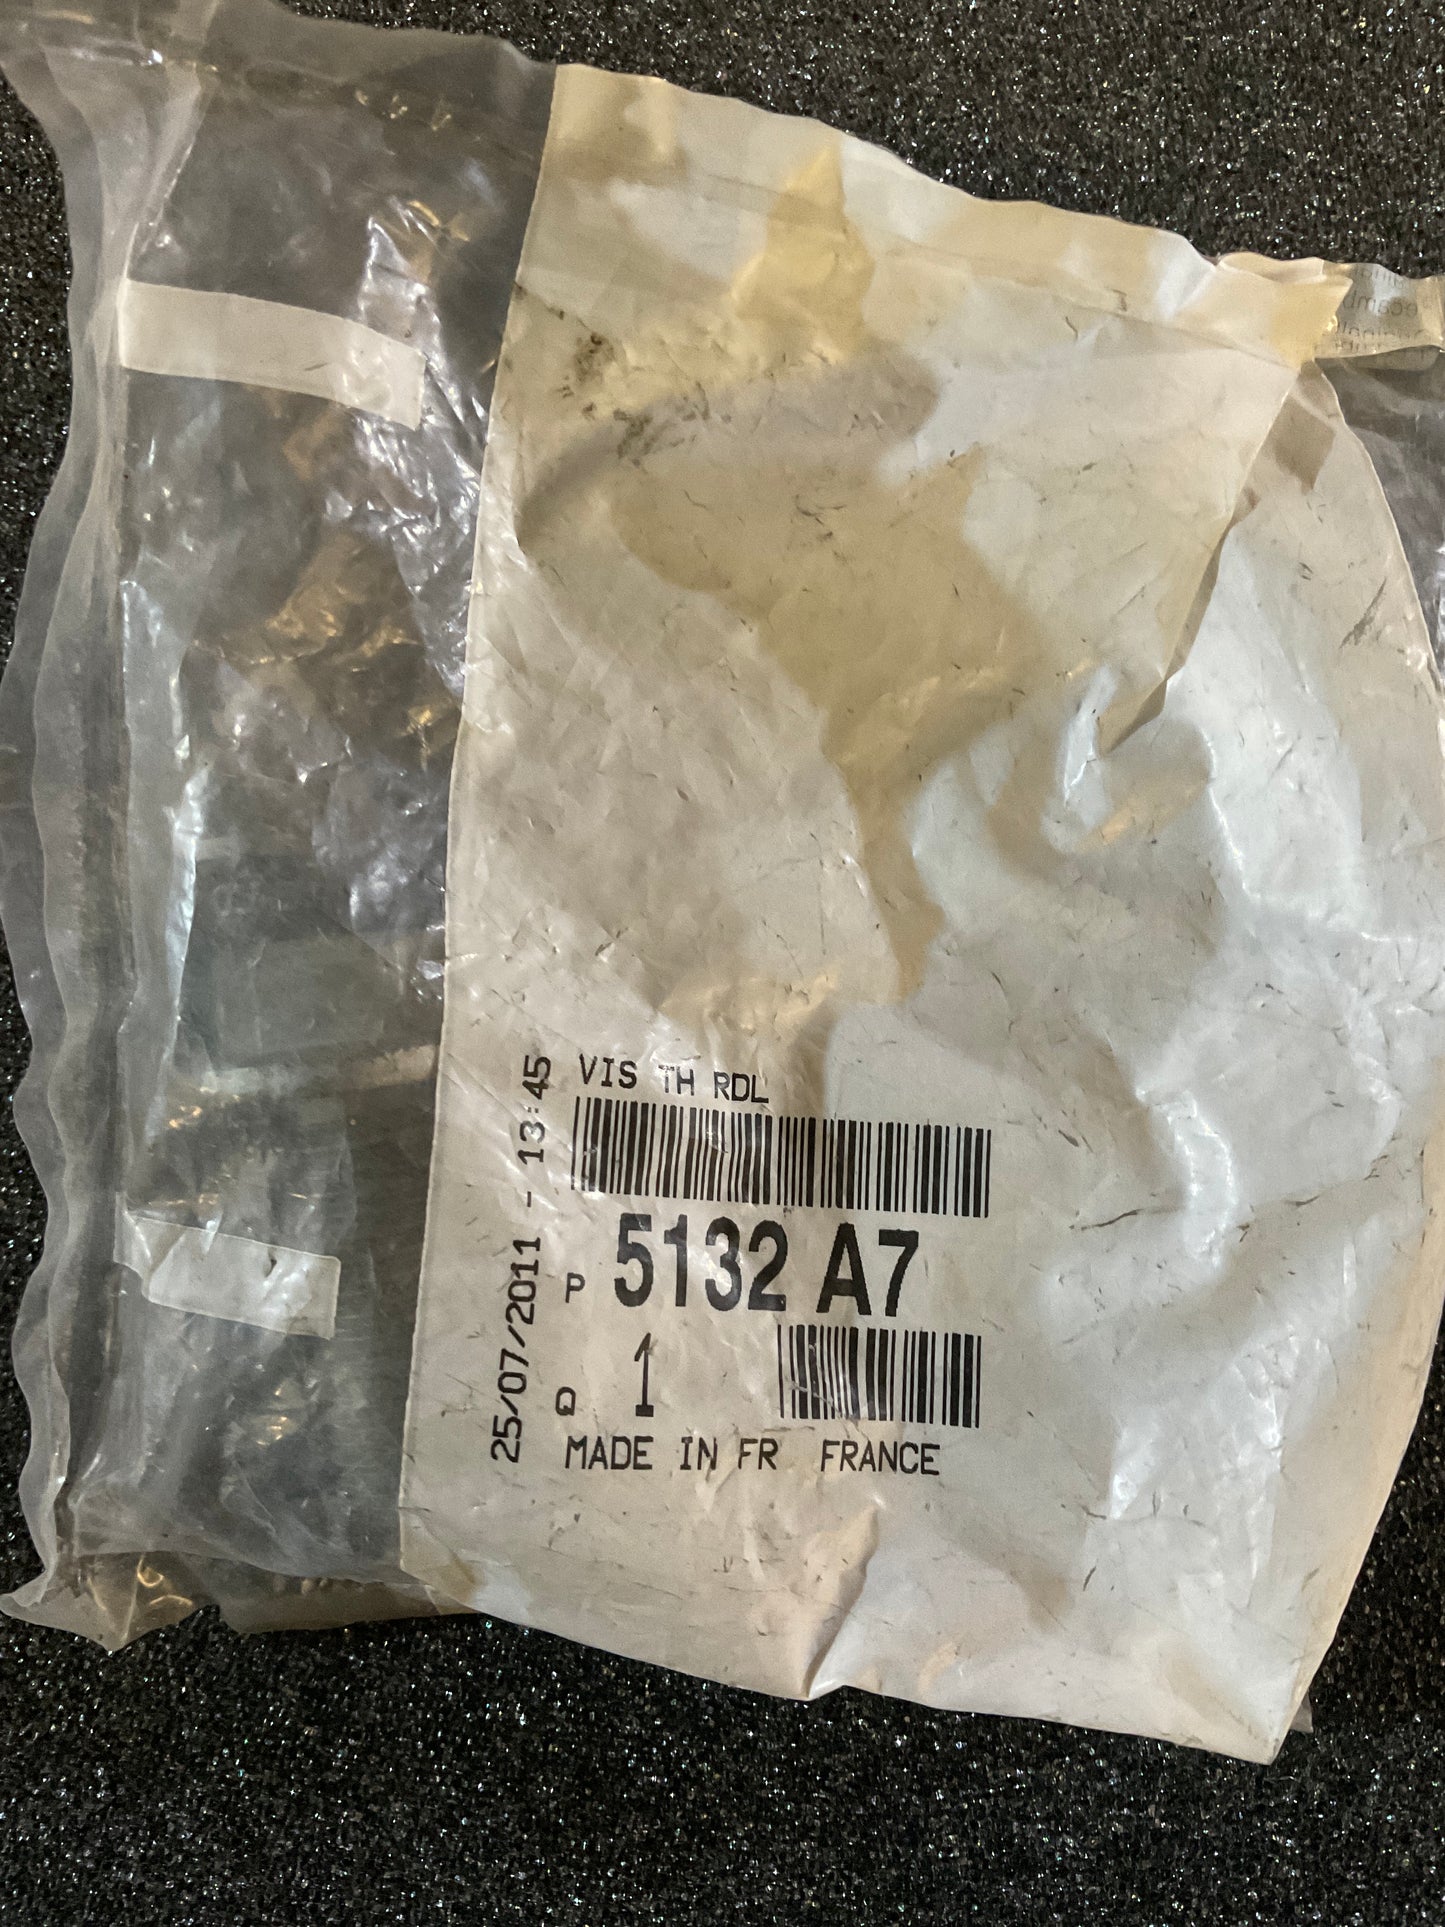 VIS TH RDL
P 5132 A7
Q 1
MADE IN FR FRANCE
25/07/2011 - 13:45